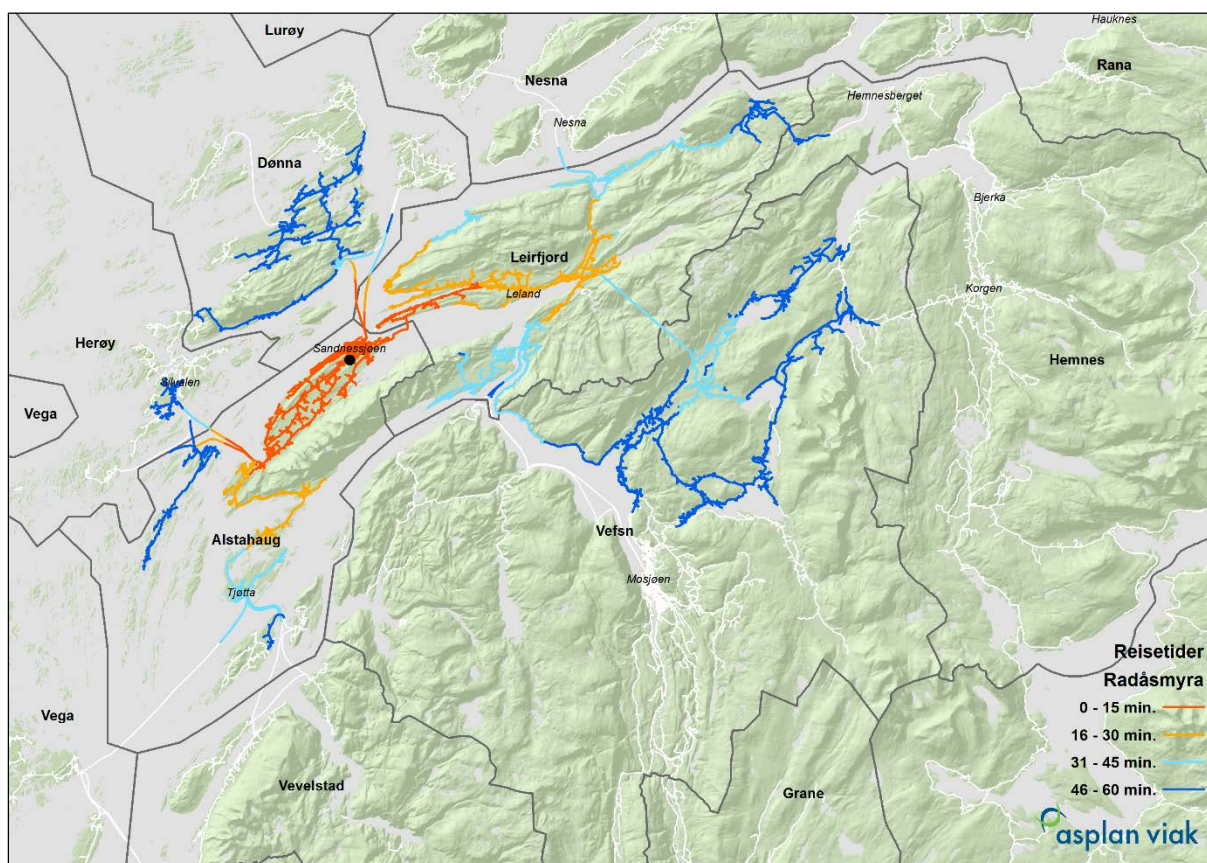 Hauknes
Lurøy
Rana
Nesna
Hemnesberget
Nesna
Dønna
Bjerka
Leirfjord
Leland
Korgen
Herøy
Sandnessjøen
Hemnes
Silvalen
Vega
Vefsn
Alstahaug
Mosjøen
Tjøtta
Reisetider
Radåsmyra
0 - 15 min.
16 - 30 min.
31 - 45 min.
46 - 60 min.
Vega
Vevelstad
Grane
asplan viak